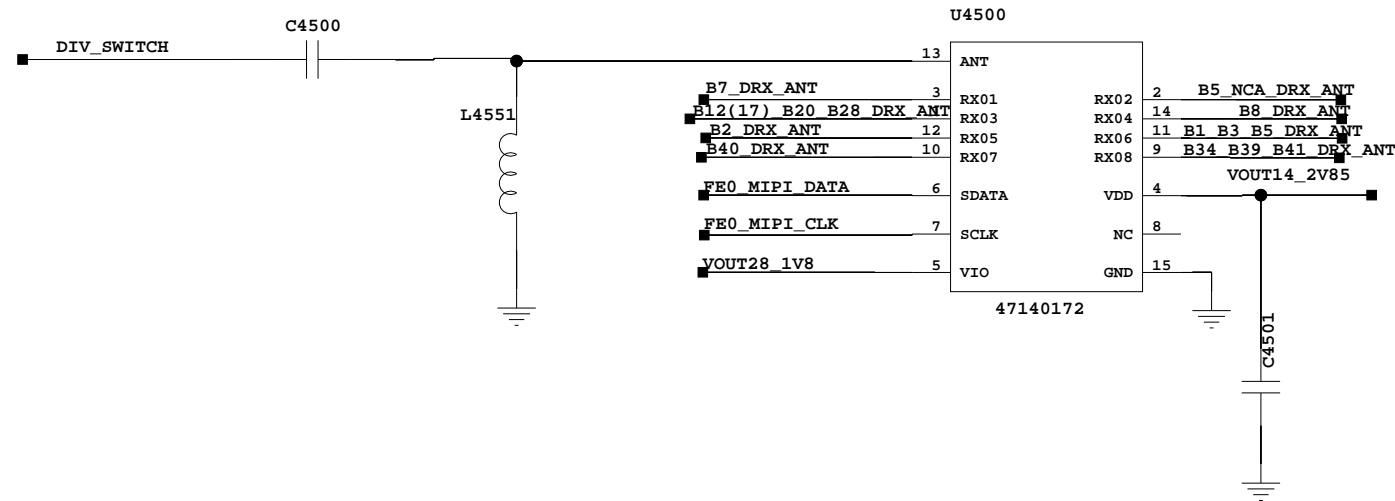 U4500
C4500
DIV_SWITCH
13 ANT
L4551
B7_DRX_ANT 3 RX01
RX02 2 B5_NCA_DRX_ANT
B12(17)_B20_B28_DRX_ANT RX03
RX04 14 B8_DRX_ANT
B2_DRX_ANT 12 RX05
RX06 11 B1_B3_B5_DRX_ANT
B40_DRX_ANT 10 RX07
RX08 9 B34_B39_B41_DRX_ANT
VOUT14_2V85
FE0_MIPI_DATA 6 SDATA
VDD 4
FE0_MIPI_CLK 7 SCLK
NC 8
VOUT28_1V8 5 VIO
GND 15
47140172
C4501